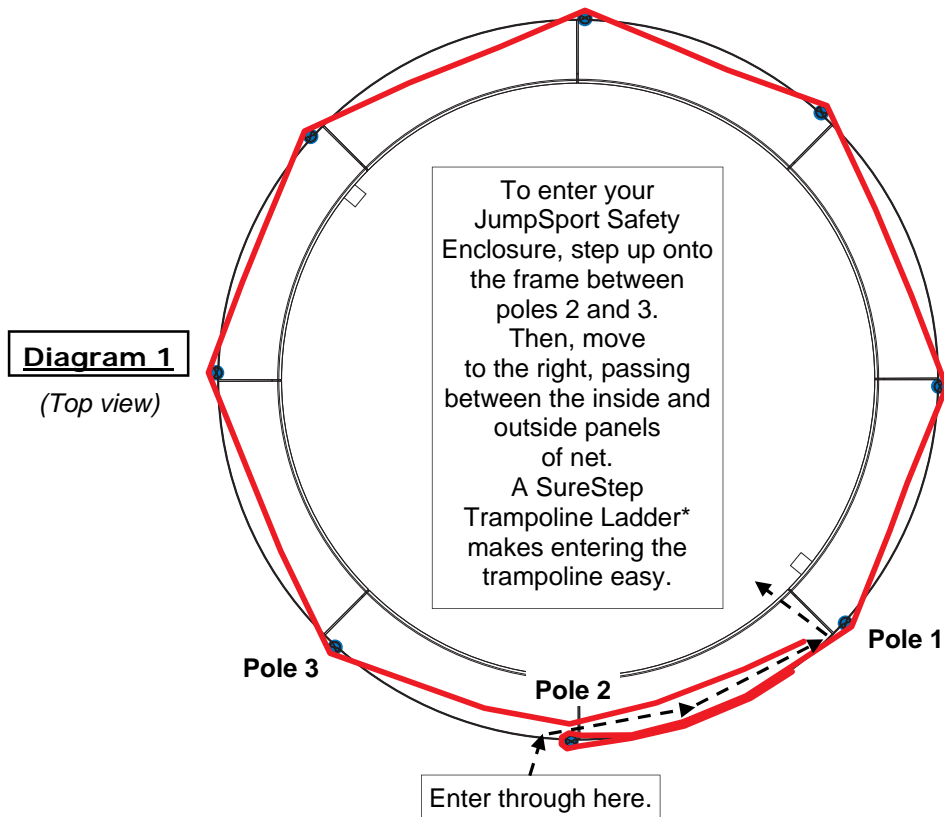 To enter your
JumpSport Safety
Enclosure, step up onto
the frame between
poles 2 and 3.
Then, move
to the right, passing
between the inside and
outside panels
of net.
A SureStep
Trampoline Ladder*
makes entering the
trampoline easy.
Diagram 1
(Top view)
Pole 1
Pole 3
Pole 2
Enter through here.